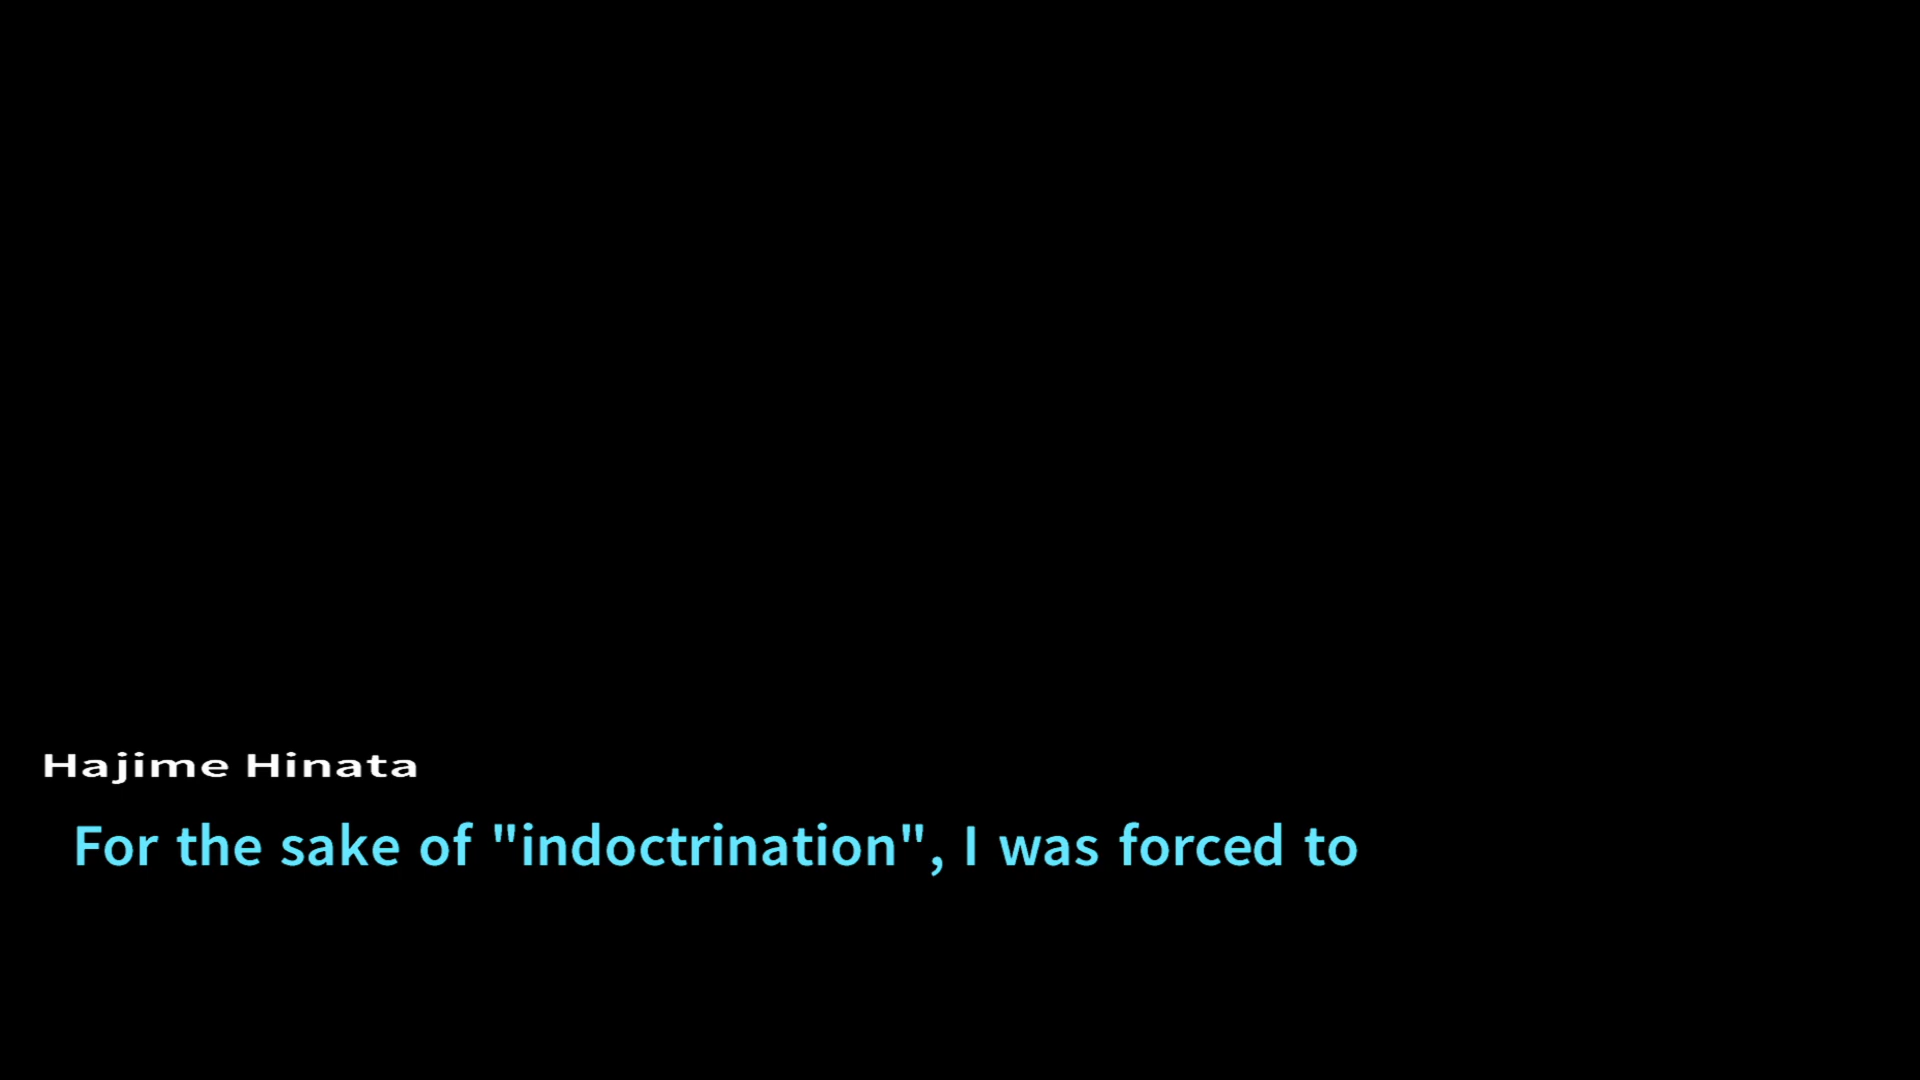 Hajime Hinata
For the sake of "indoctrination", I was forced to